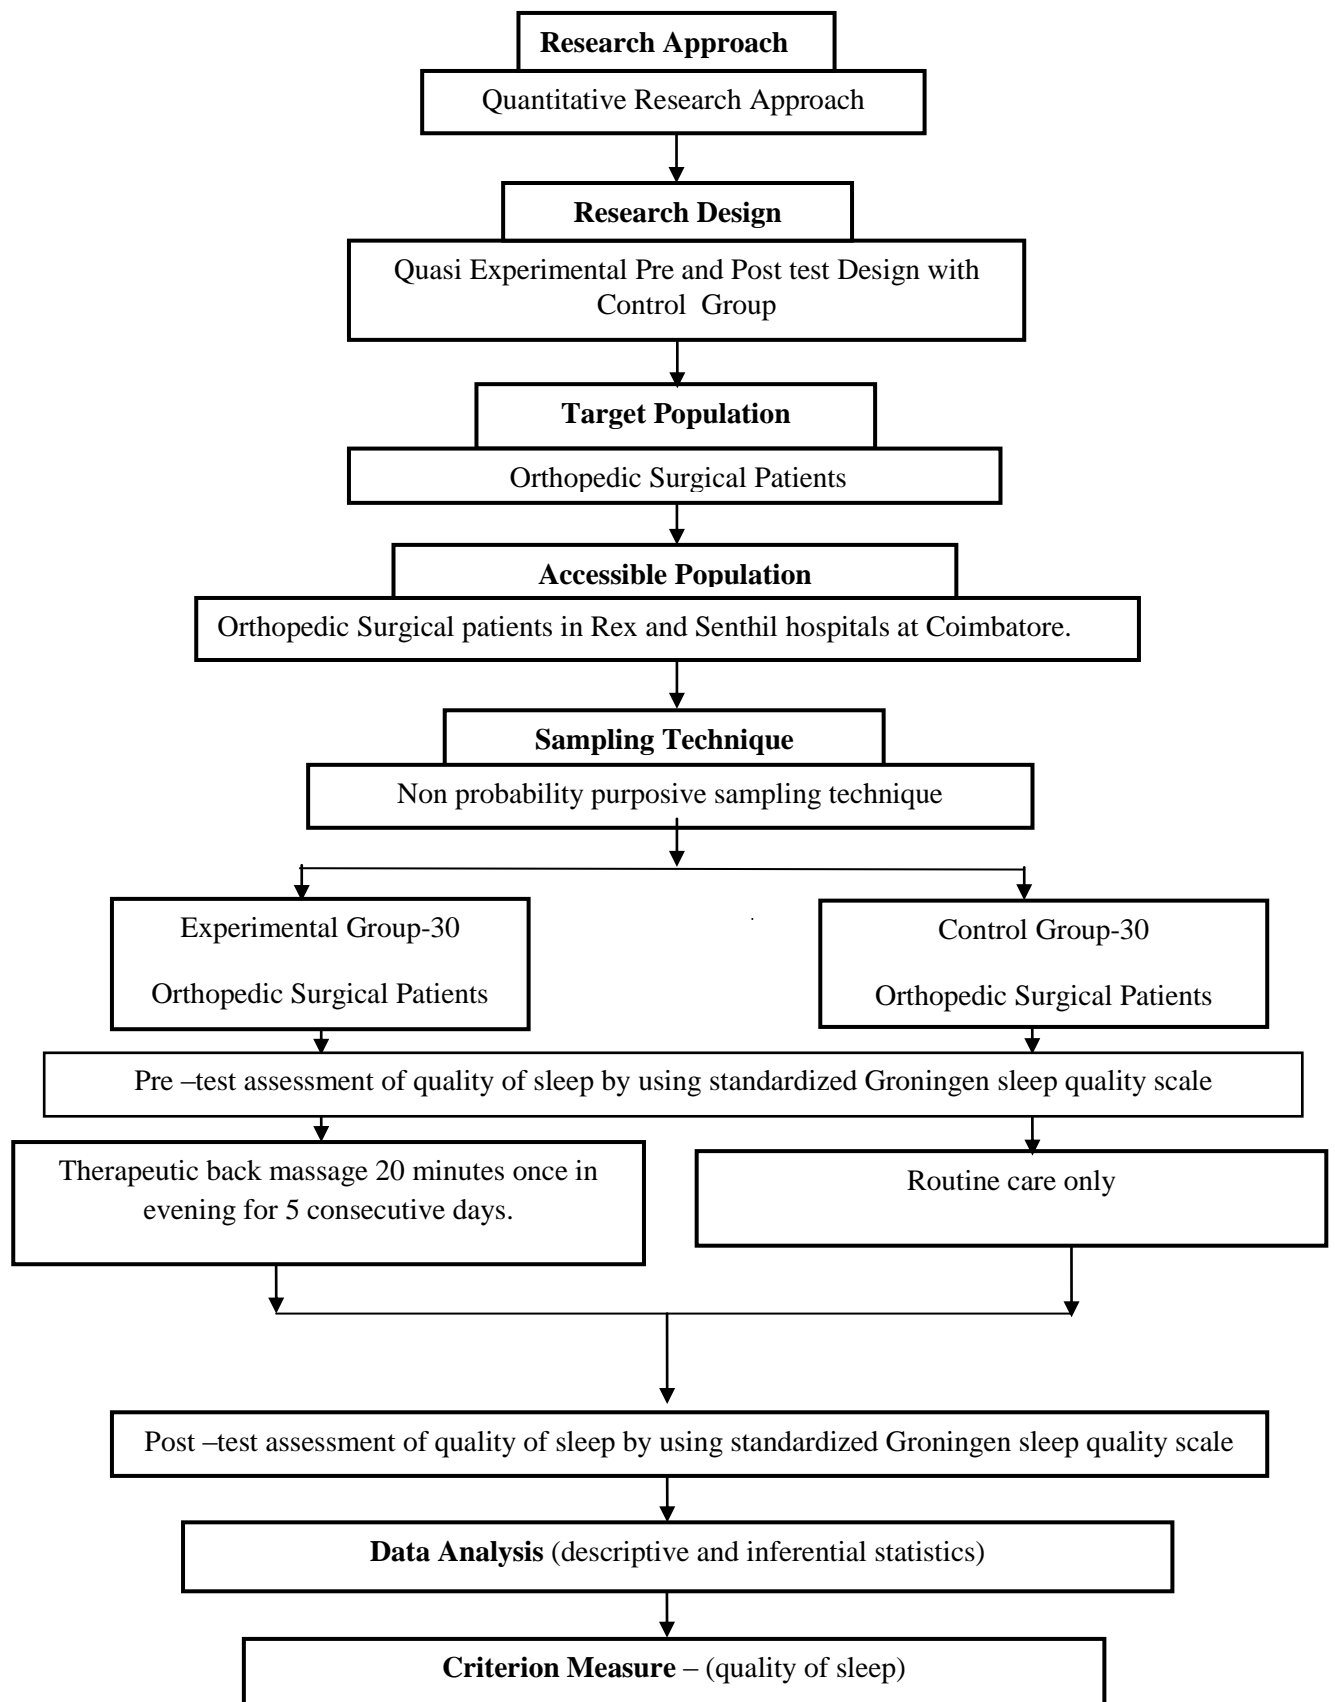 Research Approach
Quantitative Research Approach
Research Design
Quasi Experimental Pre and Post test Design with
Control Group
Target Population
Orthopedic Surgical Patients
Accessible Population
Orthopedic Surgical patients in Rex and Senthil hospitals at Coimbatore.
Sampling Technique
Non probability purposive sampling technique
Experimental Group-30
Orthopedic Surgical Patients
Control Group-30
Orthopedic Surgical Patients
Pre –test assessment of quality of sleep by using standardized Groningen sleep quality scale
Therapeutic back massage 20 minutes once in
evening for 5 consecutive days.
Routine care only
Post –test assessment of quality of sleep by using standardized Groningen sleep quality scale
Data Analysis (descriptive and inferential statistics)
Criterion Measure – (quality of sleep)